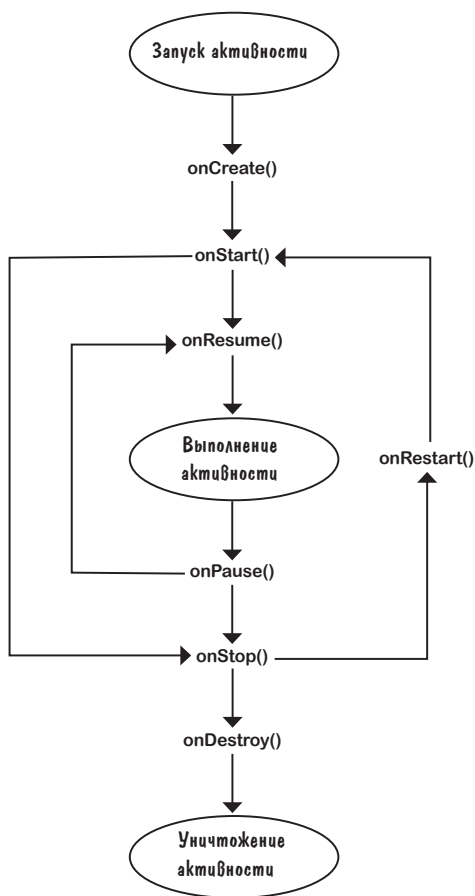 Запуск активности
onCreate()
onStart()
onResume()
Выполнение
активности
onRestart()
onPause()
onStop()
onDestroy()
Уничтожение
активности